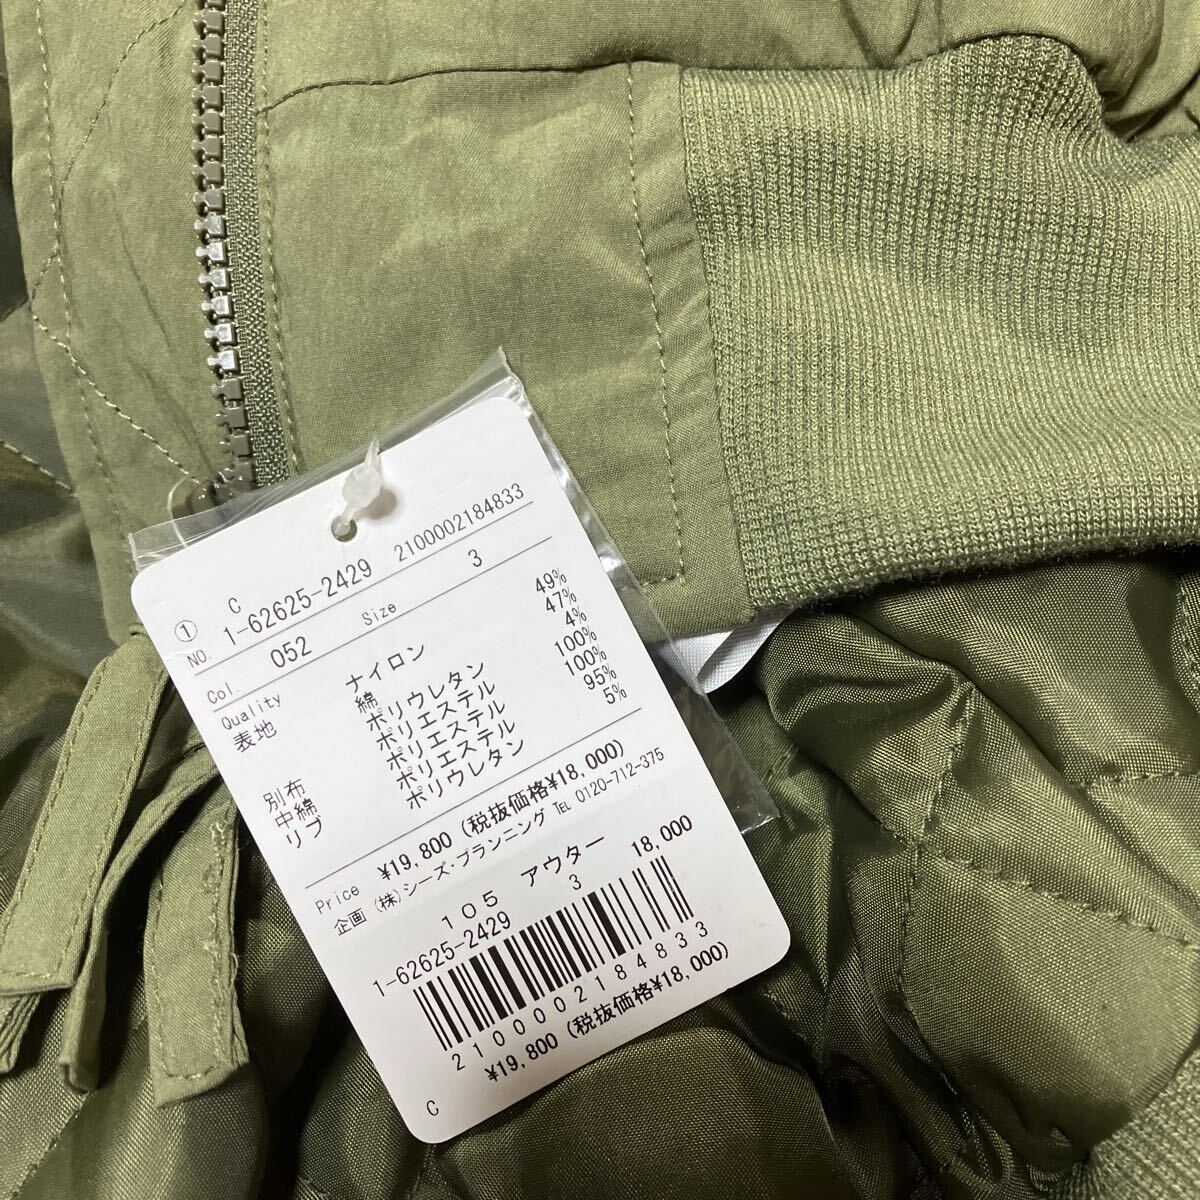 ① C
NO. 1-62625-2429 2100002184833
Col. 052 Size 3
Quality
表地 ナイロン 49%
綿 47%
ポリウレタン 4%
別布 ポリエステル 100%
中綿 ポリエステル 100%
リブ ポリエステル 95%
ポリウレタン 5%
Price ¥19,800 (税抜価格¥18,000)
企画 (株)シーズ・プランニング TEL 0120-712-375
105 アウター 18,000
1-62625-2429 3
2100002184833
¥19,800 (税抜価格¥18,000)
C